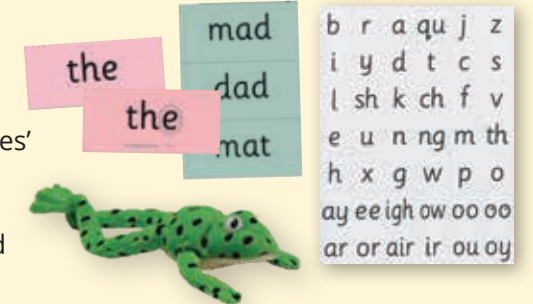 the
the
mad
dad
mat
es’
d
b r a qu j z
i y d t c s
l sh k ch f v
e u n ng m th
h x g w p o
ay ee igh ow oo oo
ar or air ir ou oy